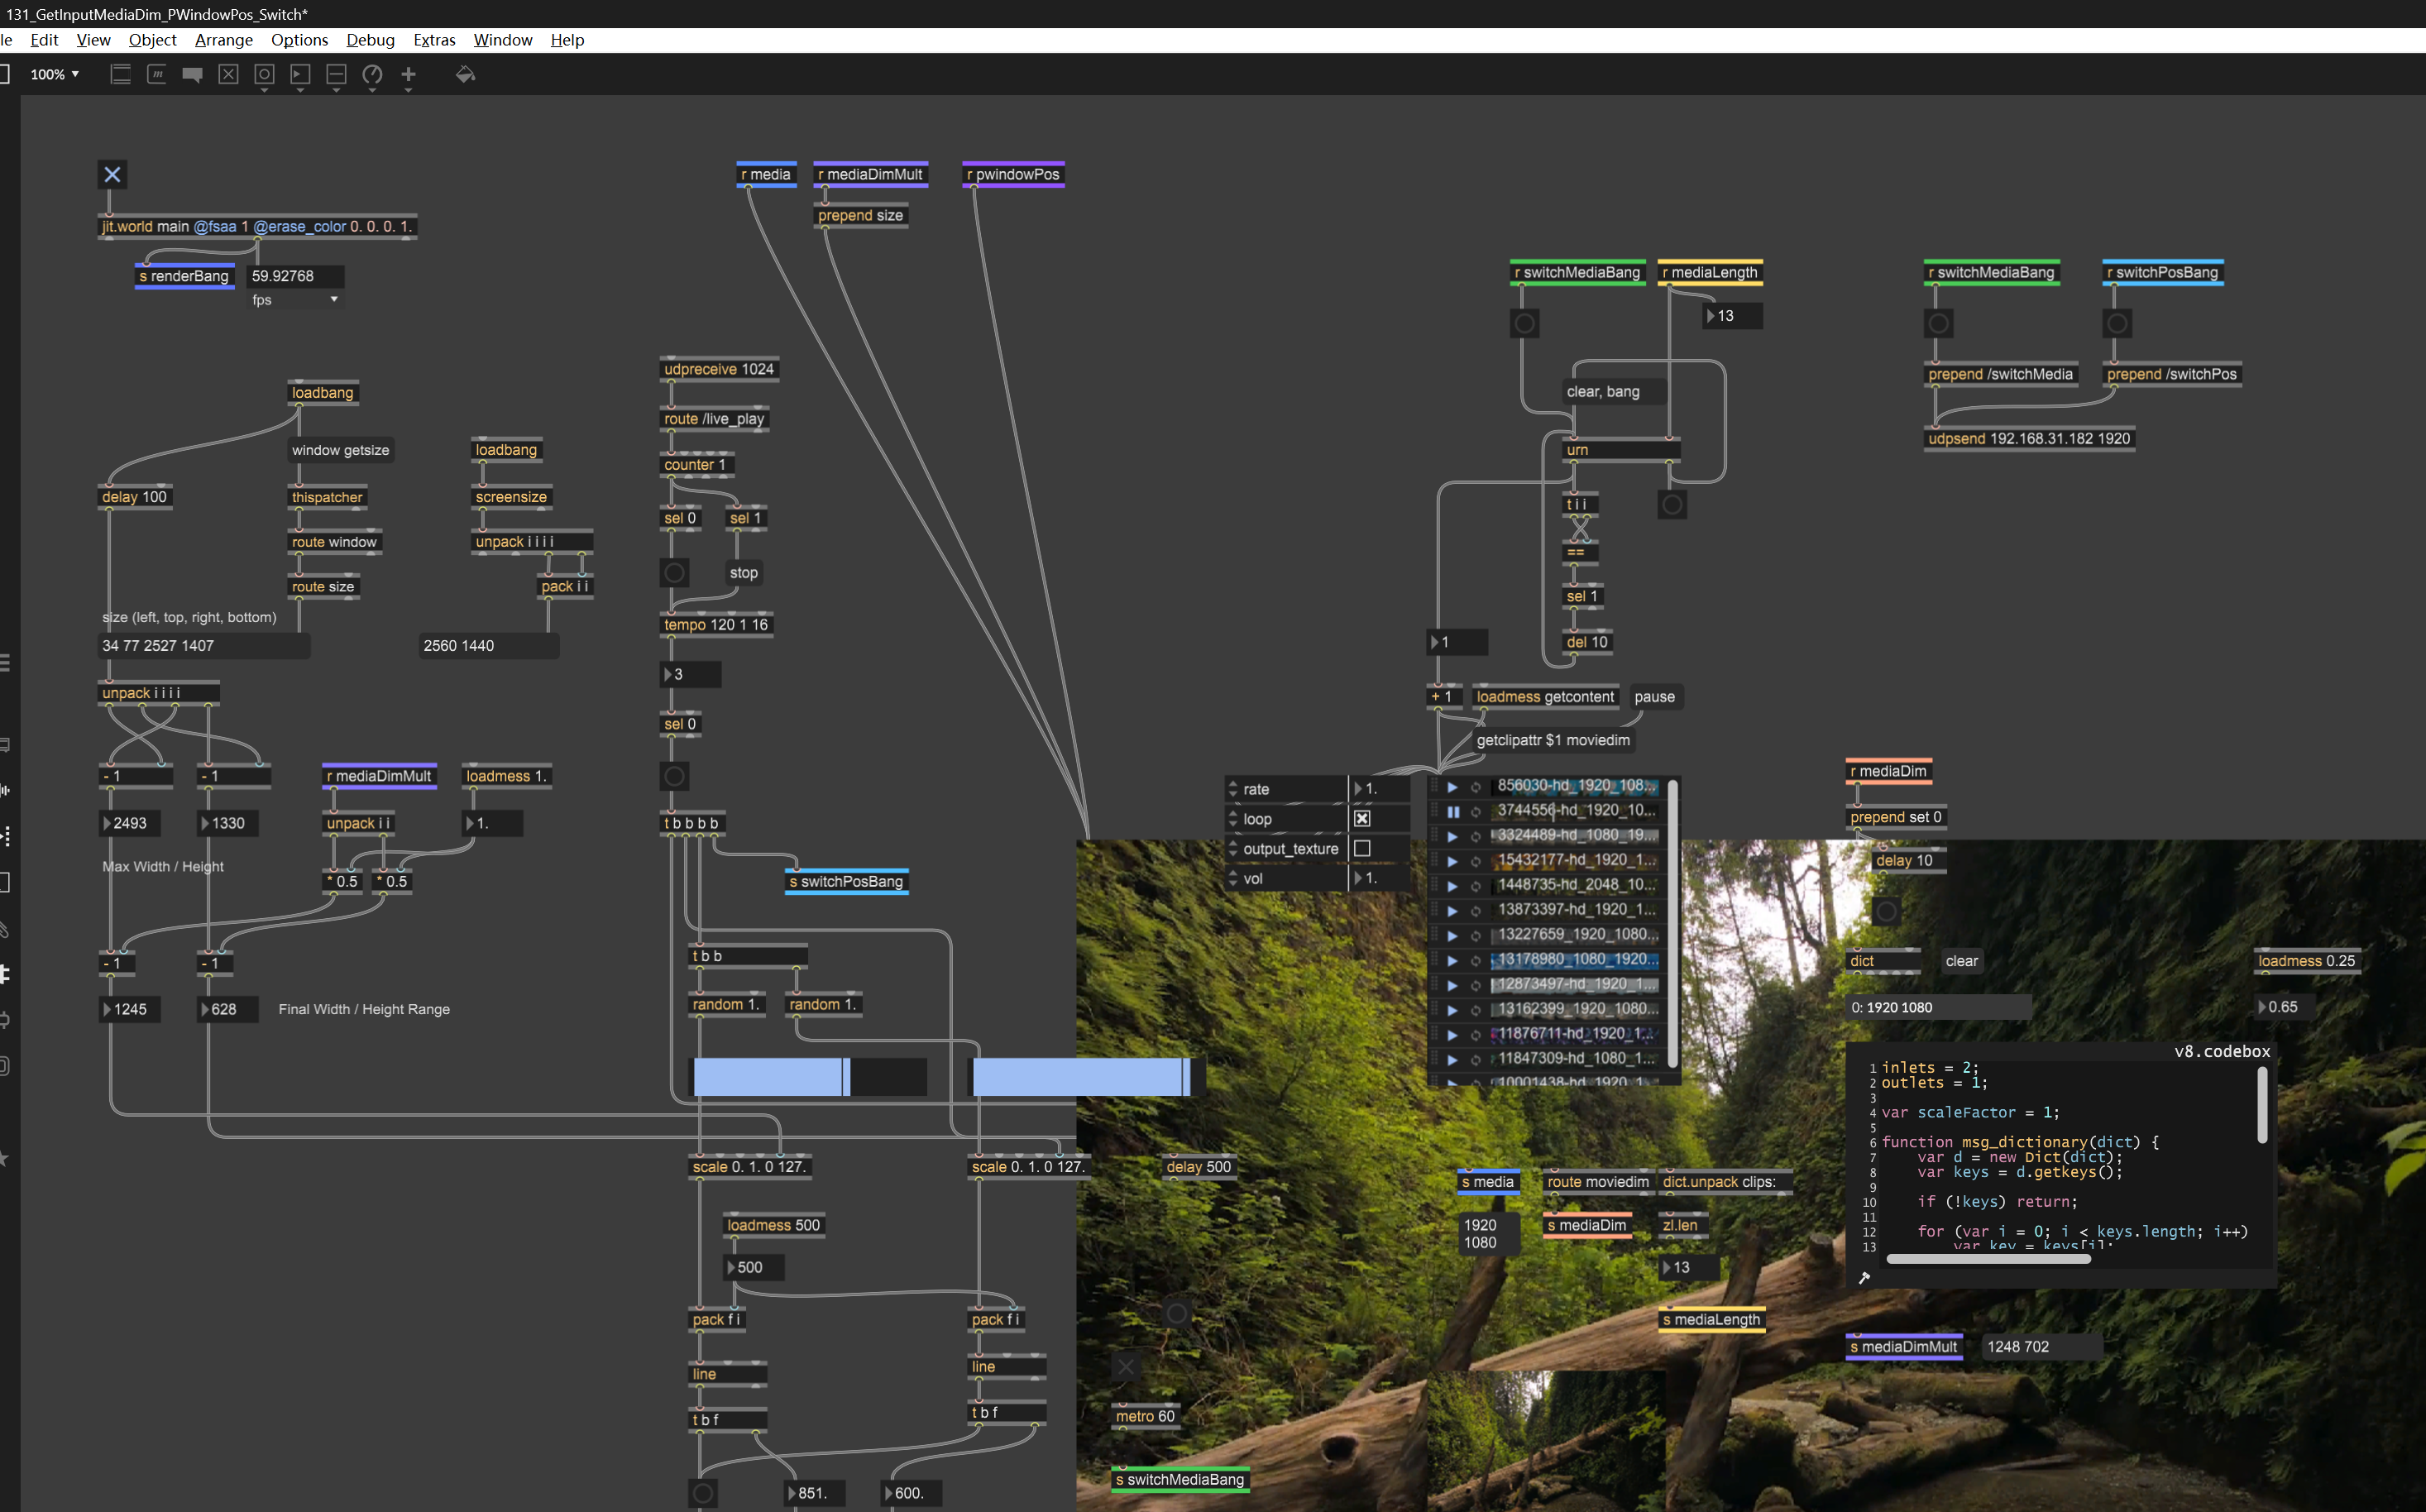 131_GetInputMediaDim_PWindowPos_Switch*
le Edit View Object Arrange Options Debug Extras Window Help
100%
r media
r mediaDimMult
r pwindowPos
prepend size
jit.world main @fsaa 1 @erase_color 0. 0. 0. 1.
s renderBang
59.92768
fps
r switchMediaBang
r mediaLength
13
r switchMediaBang
r switchPosBang
prepend /switchMedia
prepend /switchPos
udpsend 192.168.31.182 1920
udpreceive 1024
route /live_play
counter 1
sel 0
sel 1
stop
tempo 120 1 16
3
sel 0
t b b b b
s switchPosBang
t b b
random 1.
random 1.
loadbang
window getsize
delay 100
thispatcher
route window
route size
loadbang
screensize
unpack i i i i
pack i i
size (left, top, right, bottom)
34 77 2527 1407
2560 1440
unpack i i i i
- 1
- 1
r mediaDimMult
loadmess 1.
2493
1330
unpack i i
1.
Max Width / Height
* 0.5
* 0.5
- 1
- 1
1245
628
Final Width / Height Range
clear, bang
urn
t i i
==
sel 1
del 10
1
+ 1
loadmess getcontent
pause
getclipattr $1 moviedim
rate
1.
loop
output_texture
vol
1.
856030-hd_1920_108...
3744556-hd_1920_10...
3324489-hd_1080_19...
15432177-hd_1920_1...
1448735-hd_2048_10...
13873397-hd_1920_1...
13227659_1920_1080...
13178980_1080_1920...
12873497-hd_1920_1...
13162399_1920_1080...
11876711-hd_1920_1...
11847309-hd_1080_1...
10001438-hd_1920_1...
r mediaDim
prepend set 0
delay 10
dict
clear
loadmess 0.25
0: 1920 1080
0.65
v8.codebox
1 inlets = 2;
2 outlets = 1;
3
4 var scaleFactor = 1;
5
6 function msg_dictionary(dict) {
7 var d = new Dict(dict);
8 var keys = d.getkeys();
9
10 if (!keys) return;
11
12 for (var i = 0; i < keys.length; i++)
13 var key = keys[i];
scale 0. 1. 0 127.
scale 0. 1. 0 127.
delay 500
s media
route moviedim
dict.unpack clips:
1920
1080
s mediaDim
zl.len
13
s mediaLength
s mediaDimMult
1248 702
loadmess 500
500
pack f i
pack f i
line
line
t b f
t b f
metro 60
s switchMediaBang
851.
600.